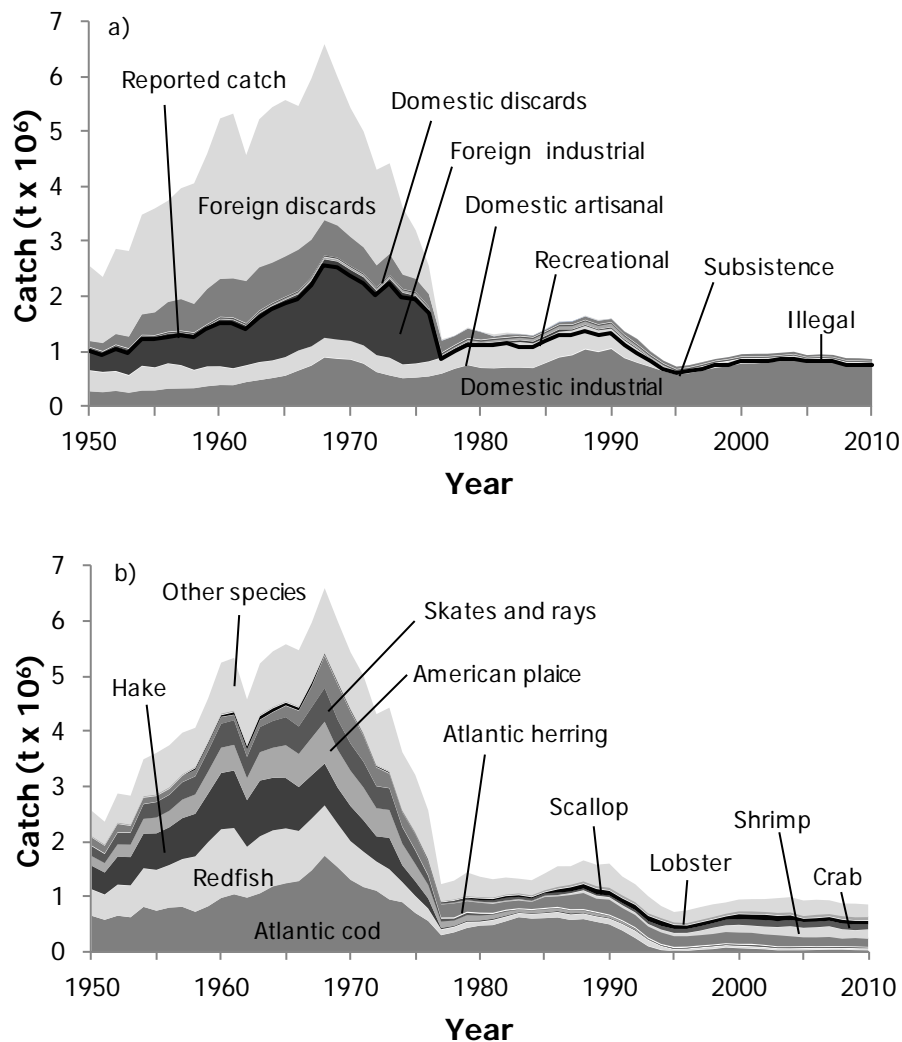 7
a)
Reported catch
6
Domestic discards
5
Foreign industrial
4
Foreign discards
Domestic artisanal
3
Recreational
Subsistence
2
Illegal
1
Domestic industrial
0
Catch (t x 10⁶)
1950 1960 1970 1980 1990 2000 2010
Year
7
b)
Other species
6
Skates and rays
5
Hake
American plaice
4
Atlantic herring
3
Scallop
Shrimp
2
Lobster
Crab
Redfish
1
Atlantic cod
0
Catch (t x 10⁶)
1950 1960 1970 1980 1990 2000 2010
Year